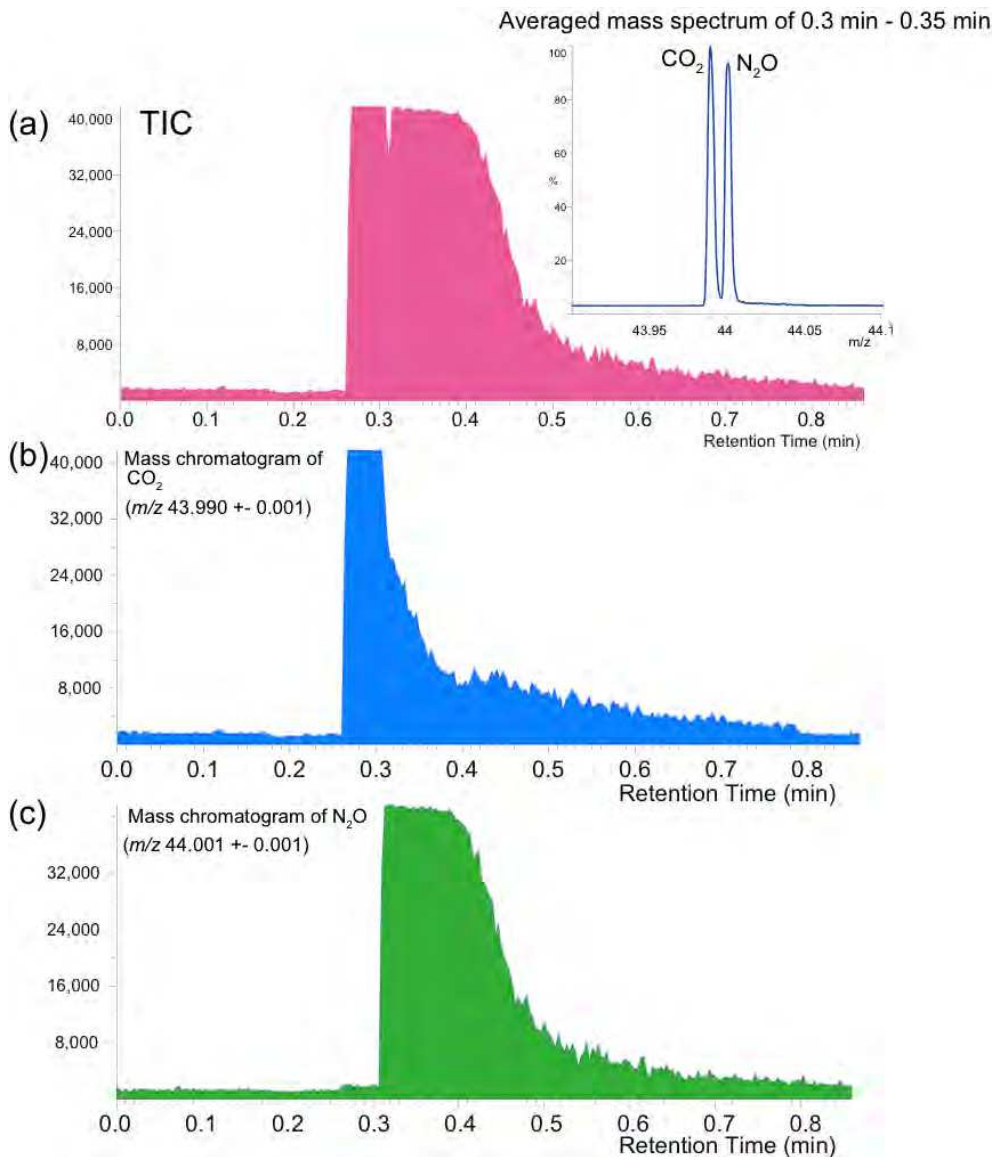 Averaged mass spectrum of 0.3 min - 0.35 min
100
80
60
%
40
20
CO₂ N₂O
43.95 44 44.05 44.1
m/z
(a) TIC
40,000
32,000
24,000
16,000
8,000
0.0 0.1 0.2 0.3 0.4 0.5 0.6 0.7 0.8
Retention Time (min)
(b) Mass chromatogram of
CO₂
(m/z 43.990 +- 0.001)
40,000
32,000
24,000
16,000
8,000
0.0 0.1 0.2 0.3 0.4 0.5 0.6 0.7 0.8
Retention Time (min)
(c) Mass chromatogram of N₂O
(m/z 44.001 +- 0.001)
32,000
24,000
16,000
8,000
0.0 0.1 0.2 0.3 0.4 0.5 0.6 0.7 0.8
Retention Time (min)